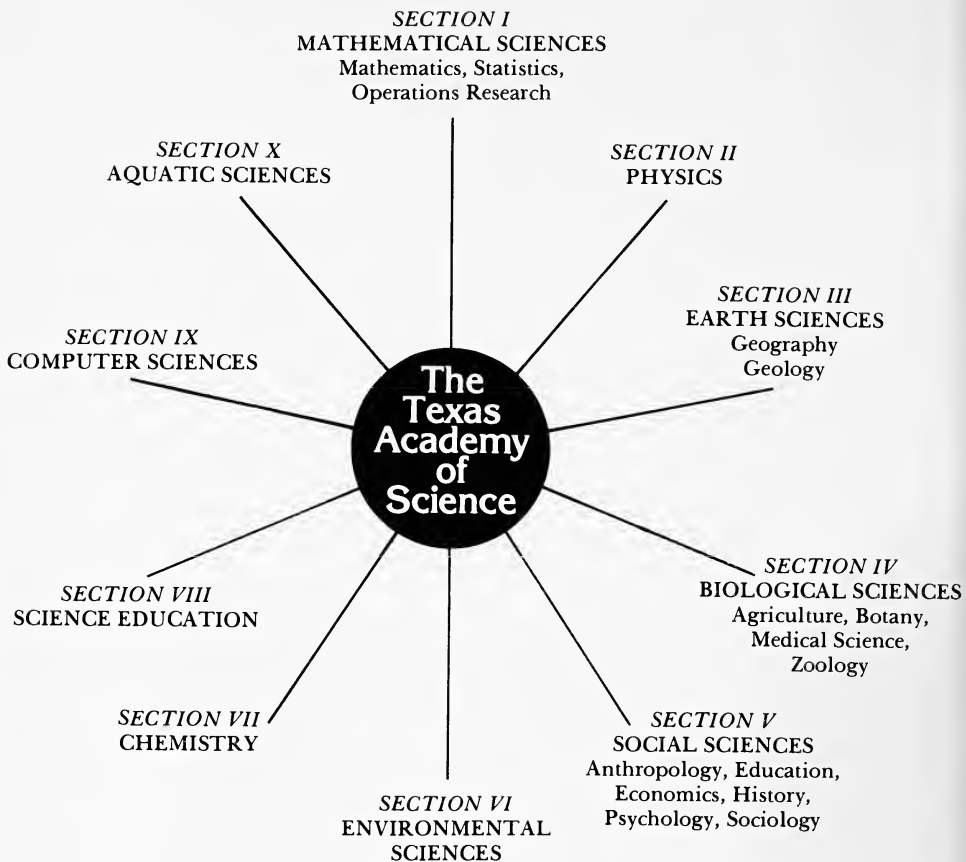 SECTION I
MATHEMATICAL SCIENCES
Mathematics, Statistics,
Operations Research
SECTION II
PHYSICS
SECTION III
EARTH SCIENCES
Geography
Geology
SECTION IV
BIOLOGICAL SCIENCES
Agriculture, Botany,
Medical Science,
Zoology
SECTION V
SOCIAL SCIENCES
Anthropology, Education,
Economics, History,
Psychology, Sociology
SECTION VI
ENVIRONMENTAL
SCIENCES
SECTION VII
CHEMISTRY
SECTION VIII
SCIENCE EDUCATION
SECTION IX
COMPUTER SCIENCES
SECTION X
AQUATIC SCIENCES
The
Texas
Academy
of
Science